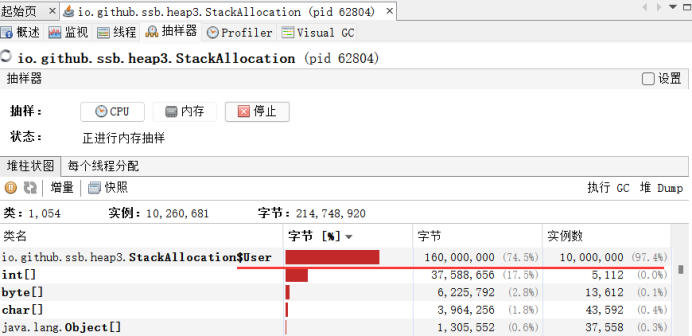 起始页 × io.github.ssb.heap3.StackAllocation (pid 62804) ×
概述 监视 线程 抽样器 Profiler Visual GC
io.github.ssb.heap3.StackAllocation (pid 62804)
抽样器 设置
抽样: CPU 内存 停止
状态: 正进行内存抽样
堆柱状图 每个线程分配
增量 快照 执行 GC 堆 Dump
类: 1,054 实例: 10,260,681 字节: 214,748,920
类名 字节 [%] 字节 实例数
io.github.ssb.heap3.StackAllocation$User 160,000,000 (74.5%) 10,000,000 (97.4%)
int[] 37,588,656 (17.5%) 5,112 (0.0%)
byte[] 6,225,792 (2.8%) 13,612 (0.1%)
char[] 3,964,256 (1.8%) 43,592 (0.4%)
java.lang.Object[] 1,305,552 (0.6%) 37,558 (0.3%)